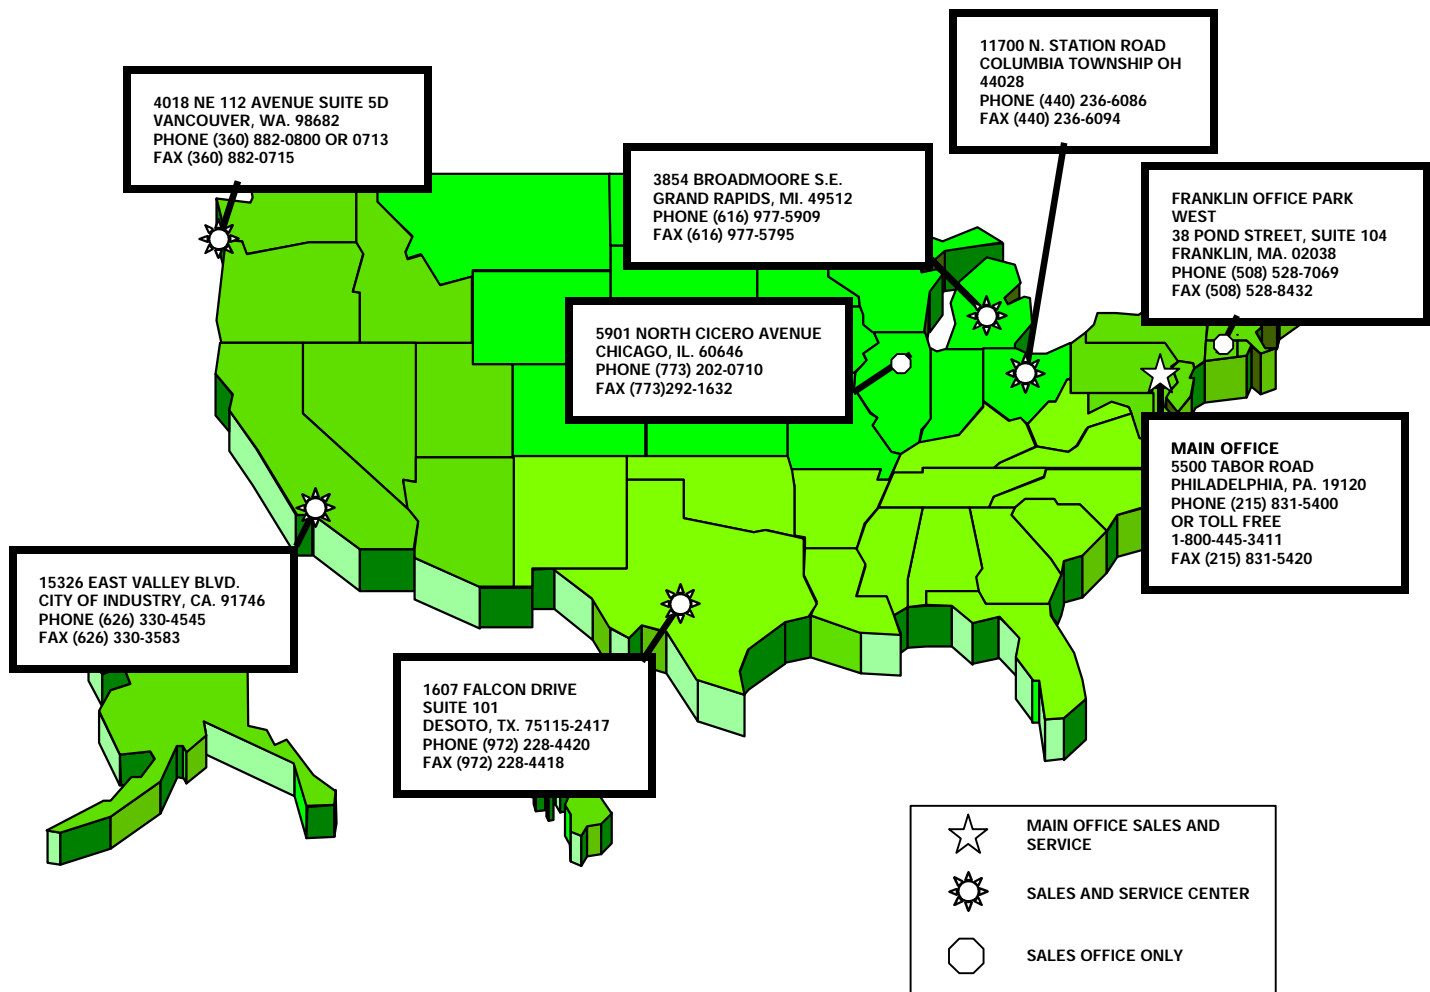 11700 N. STATION ROAD
COLUMBIA TOWNSHIP OH
44028
PHONE (440) 236-6086
FAX (440) 236-6094
4018 NE 112 AVENUE SUITE 5D
VANCOUVER, WA. 98682
PHONE (360) 882-0800 OR 0713
FAX (360) 882-0715
3854 BROADMOORE S.E.
GRAND RAPIDS, MI. 49512
PHONE (616) 977-5909
FAX (616) 977-5795
FRANKLIN OFFICE PARK
WEST
38 POND STREET, SUITE 104
FRANKLIN, MA. 02038
PHONE (508) 528-7069
FAX (508) 528-8432
5901 NORTH CICERO AVENUE
CHICAGO, IL. 60646
PHONE (773) 202-0710
FAX (773)292-1632
MAIN OFFICE
5500 TABOR ROAD
PHILADELPHIA, PA. 19120
PHONE (215) 831-5400
OR TOLL FREE
1-800-445-3411
FAX (215) 831-5420
15326 EAST VALLEY BLVD.
CITY OF INDUSTRY, CA. 91746
PHONE (626) 330-4545
FAX (626) 330-3583
1607 FALCON DRIVE
SUITE 101
DESOTO, TX. 75115-2417
PHONE (972) 228-4420
FAX (972) 228-4418
MAIN OFFICE SALES AND
SERVICE
SALES AND SERVICE CENTER
SALES OFFICE ONLY